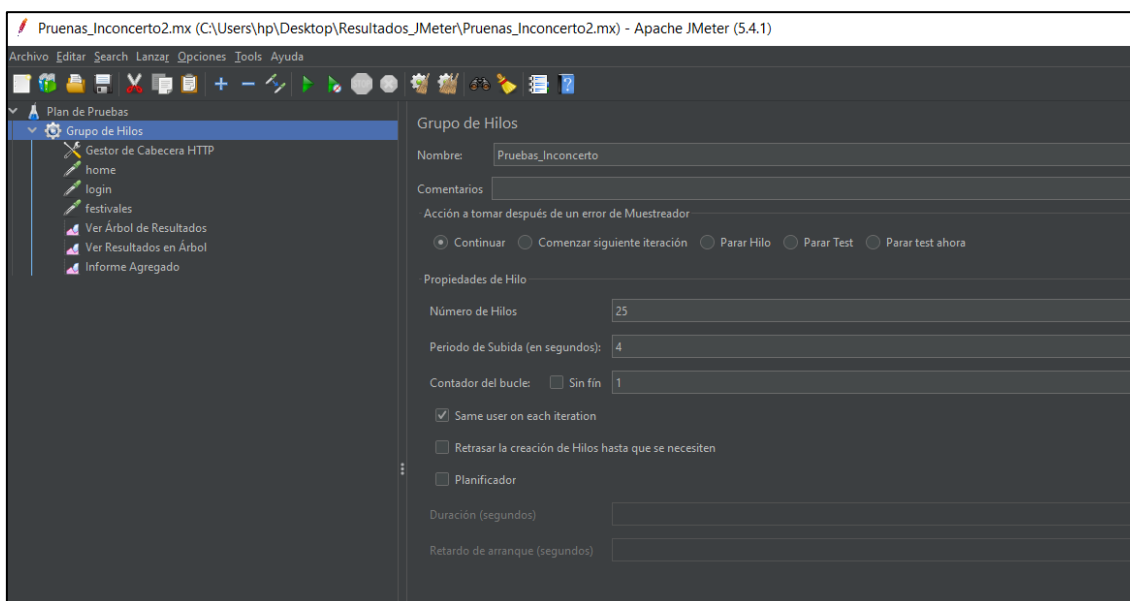 Pruenas_Inconcerto2.mx (C:\Users\hp\Desktop\Resultados_JMeter\Pruenas_Inconcerto2.mx) - Apache JMeter (5.4.1)
Archivo Editar Search Lanzar Opciones Tools Ayuda
Plan de Pruebas
Grupo de Hilos
Gestor de Cabecera HTTP
home
login
festivales
Ver Árbol de Resultados
Ver Resultados en Árbol
Informe Agregado
Grupo de Hilos
Nombre: Pruebas_Inconcerto
Comentarios
Acción a tomar después de un error de Muestreador
Continuar Comenzar siguiente iteración Parar Hilo Parar Test Parar test ahora
Propiedades de Hilo
Número de Hilos 25
Periodo de Subida (en segundos): 4
Contador del bucle: Sin fín 1
Same user on each iteration
Retrasar la creación de Hilos hasta que se necesiten
Planificador
Duración (segundos)
Retardo de arranque (segundos)